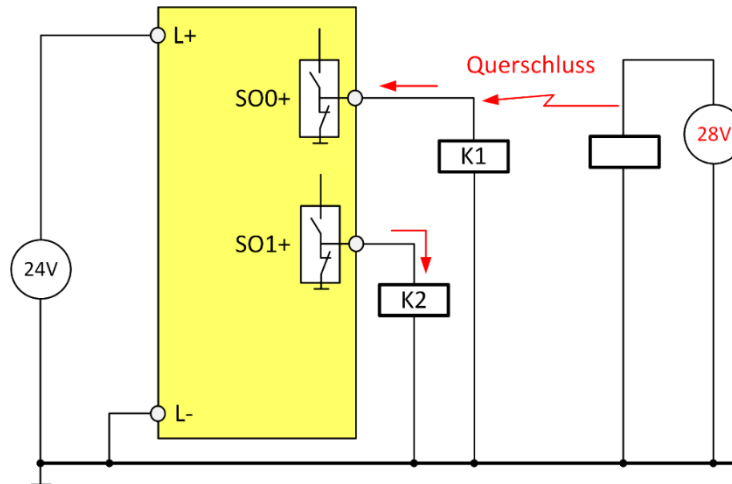 L+
Querschluss
SO0+
K1
28V
SO1+
24V
K2
L-